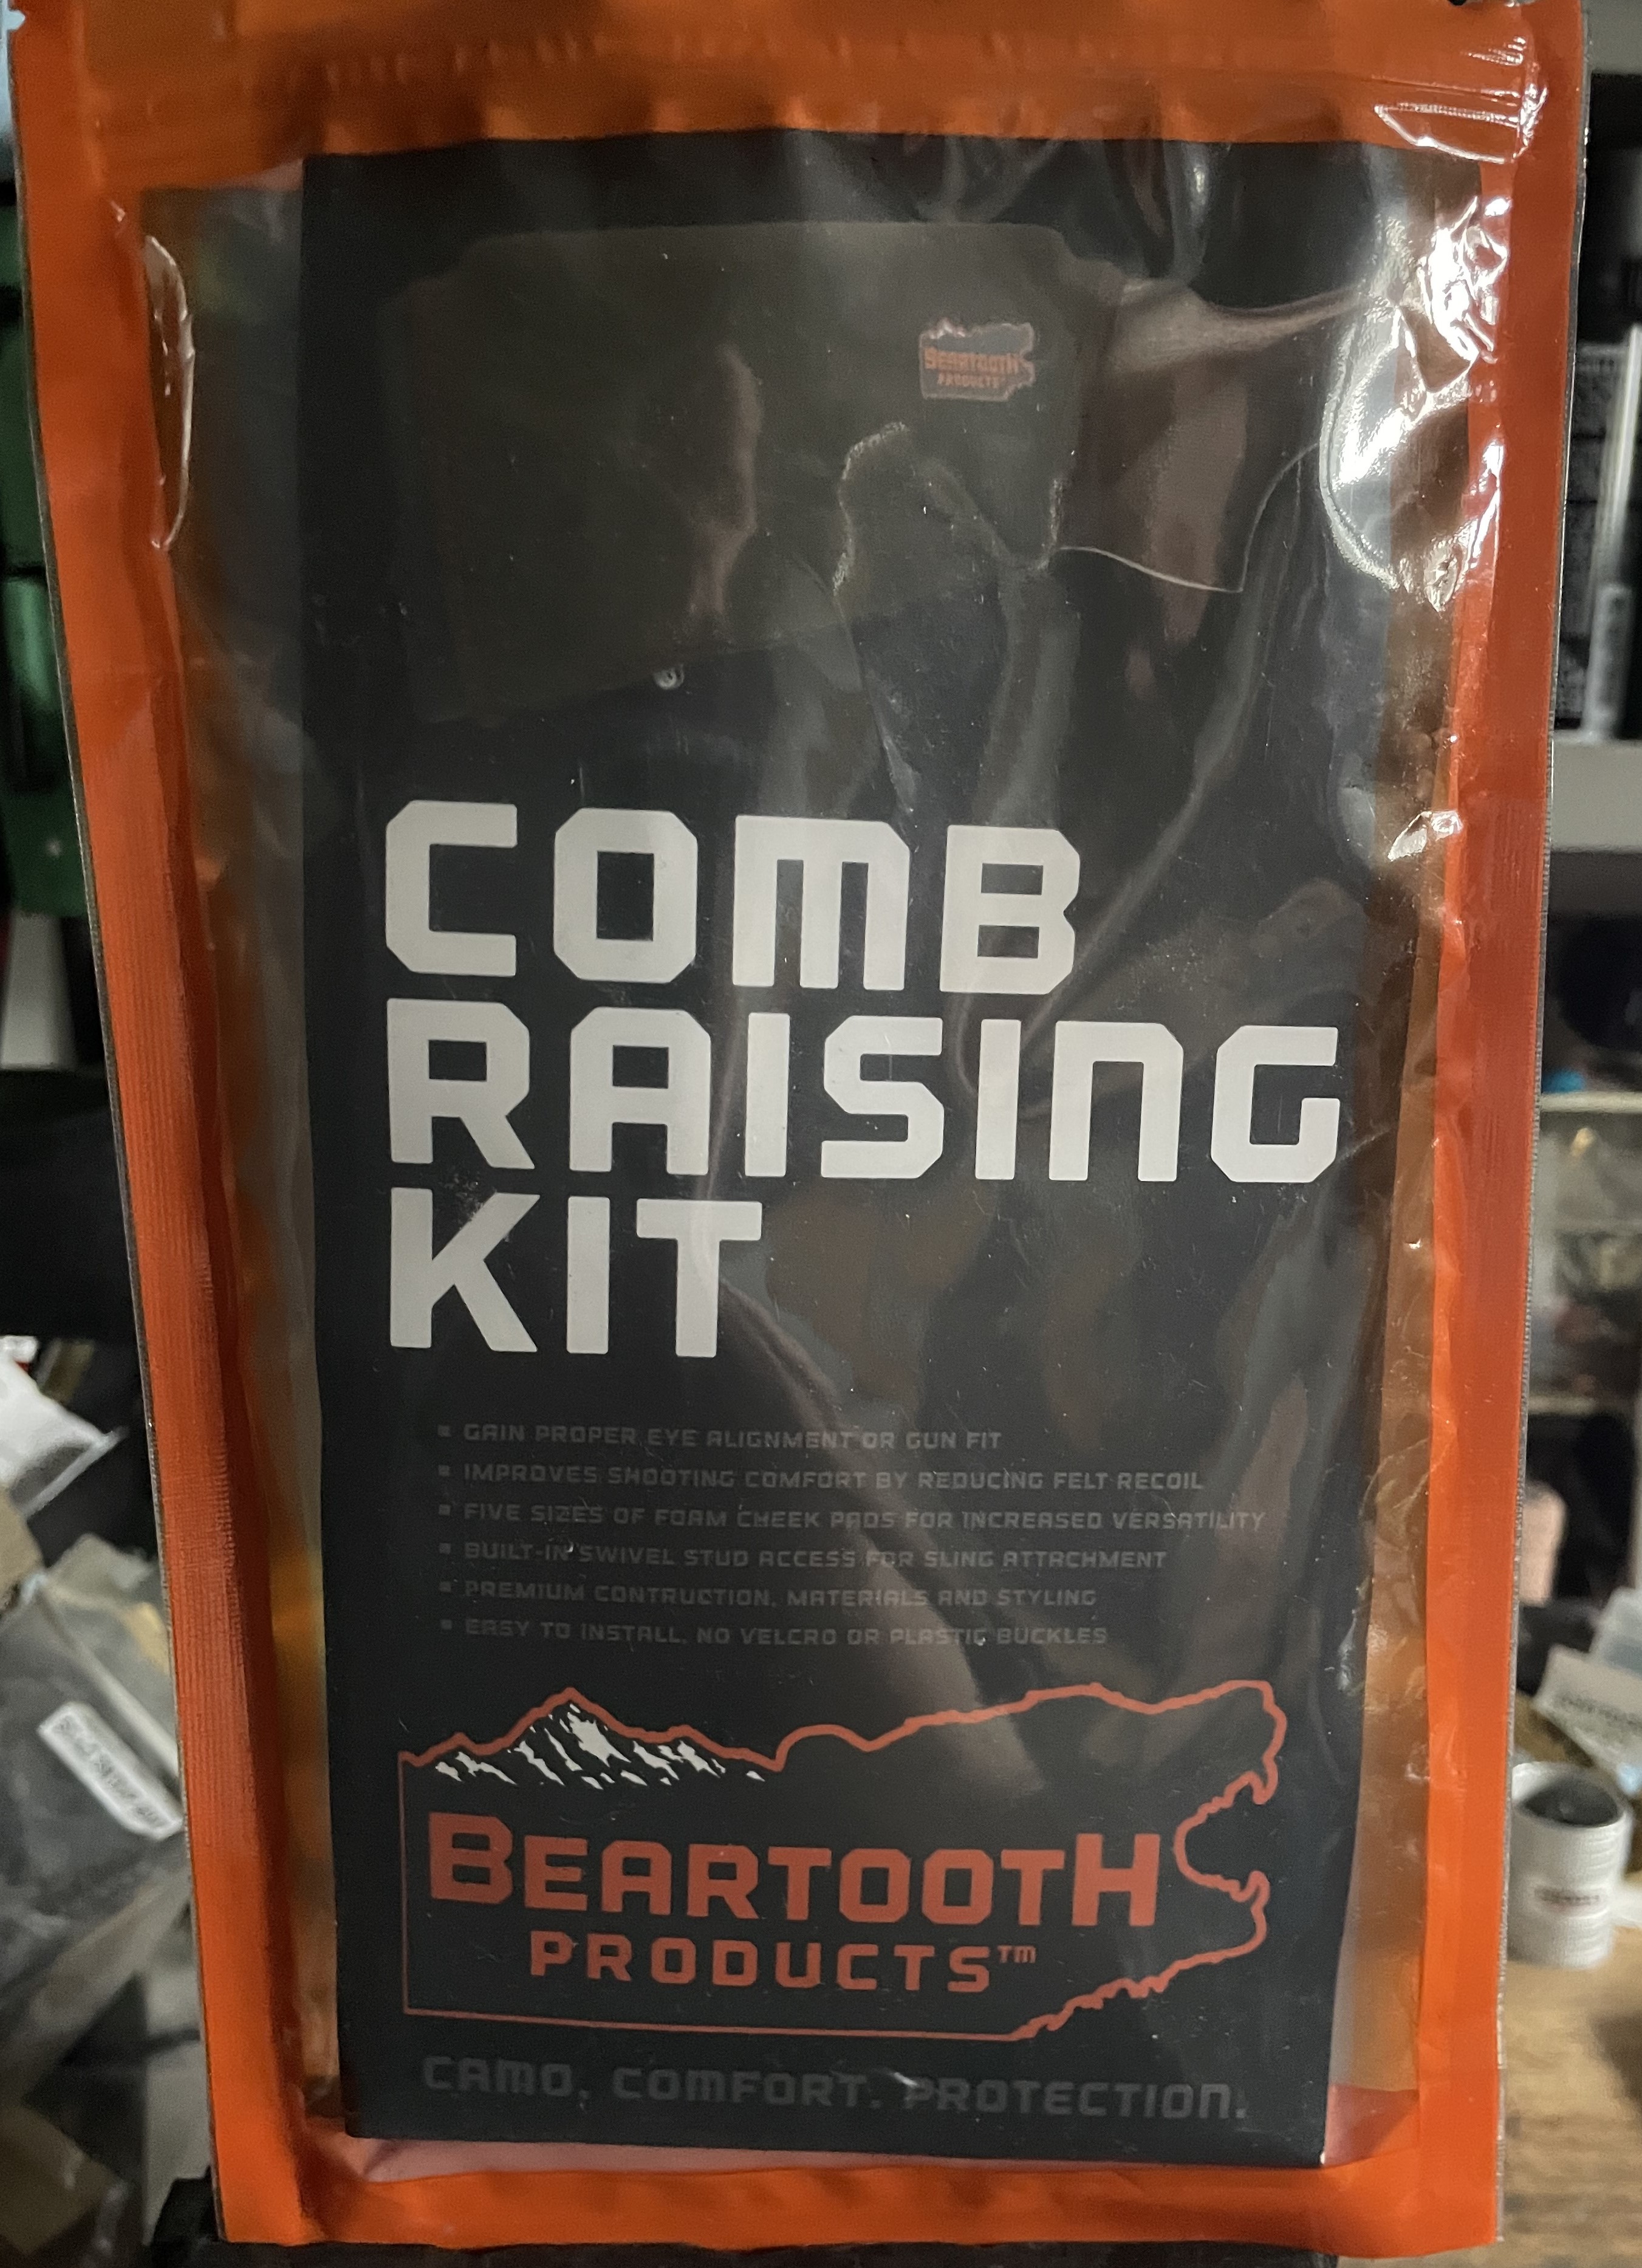 BEARTOOTH
PRODUCTS
COMB
RAISING
KIT
▪ GAIN PROPER EYE ALIGNMENT OR GUN FIT
▪ IMPROVES SHOOTING COMFORT BY REDUCING FELT RECOIL
▪ FIVE SIZES OF FOAM CHEEK PADS FOR INCREASED VERSATILITY
▪ BUILT-IN SWIVEL STUD ACCESS FOR SLING ATTACHMENT
▪ PREMIUM CONTRUCTION, MATERIALS AND STYLING
▪ EASY TO INSTALL, NO VELCRO OR PLASTIC BUCKLES
BEARTOOTH
PRODUCTS™
CAMO. COMFORT. PROTECTION.